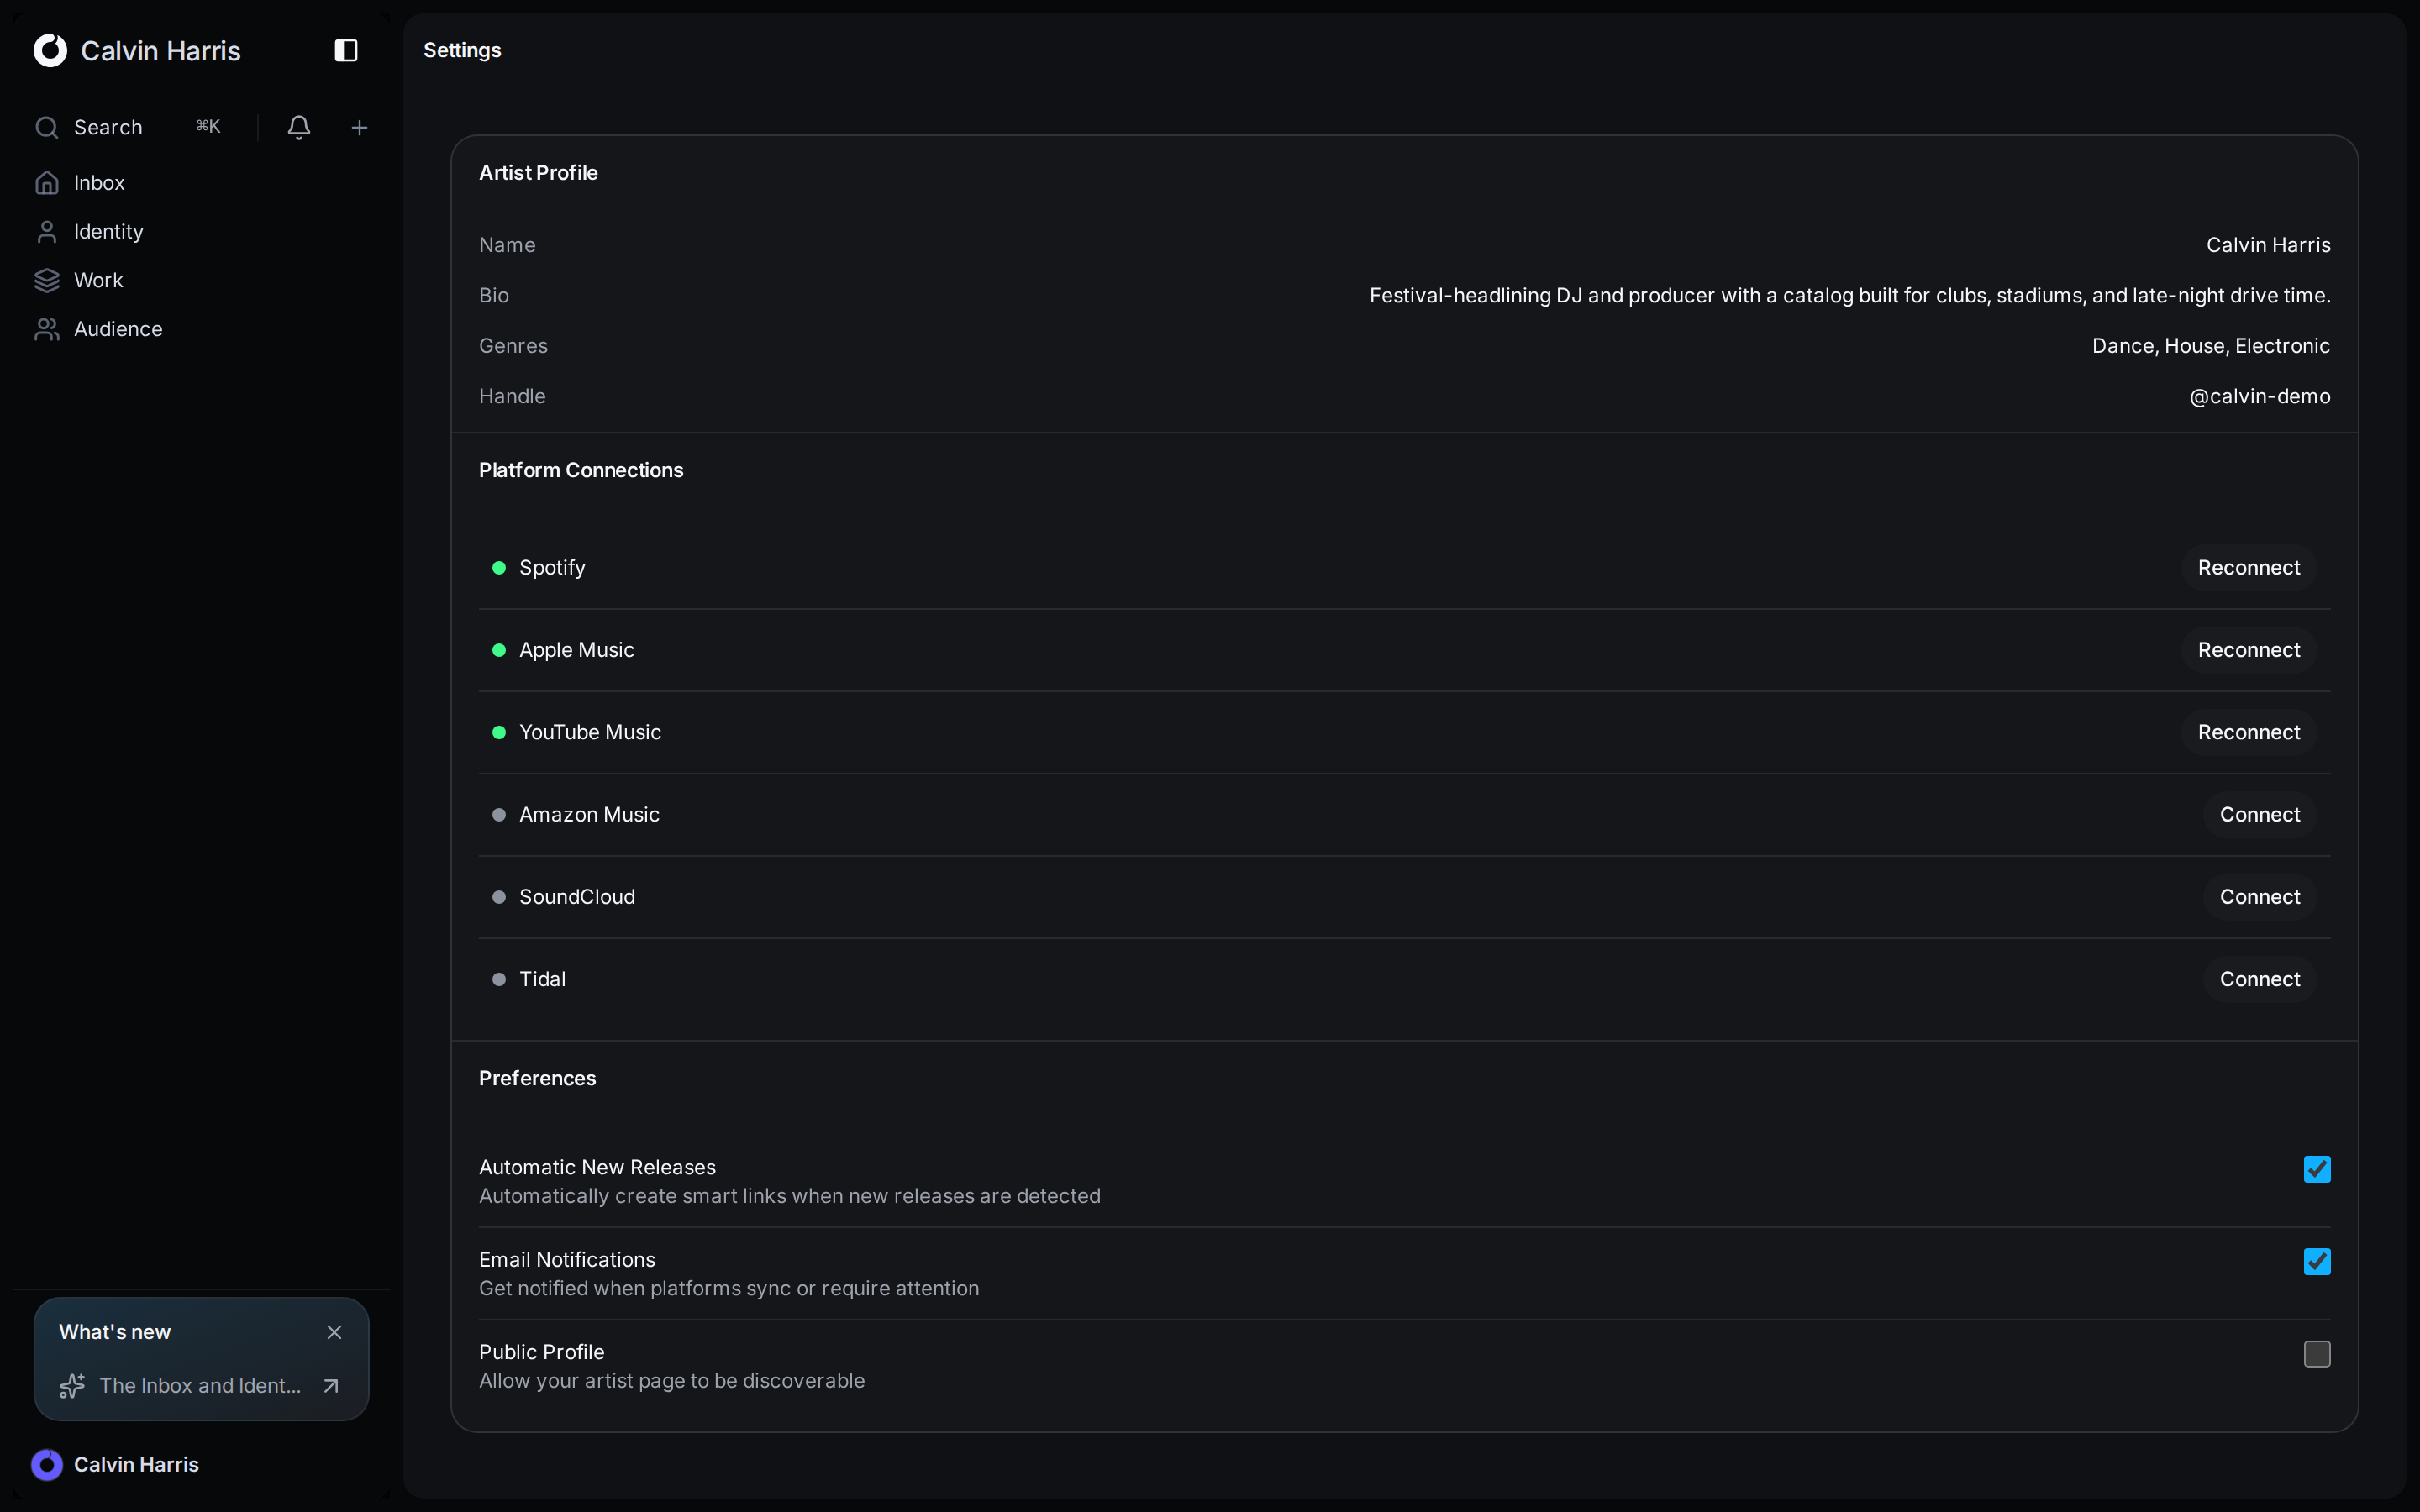 Calvin Harris
Search ⌘K
Inbox
Identity
Work
Audience
What's new
The Inbox and Ident...
Calvin Harris
Settings
Artist Profile
Name Calvin Harris
Bio Festival-headlining DJ and producer with a catalog built for clubs, stadiums, and late-night drive time.
Genres Dance, House, Electronic
Handle @calvin-demo
Platform Connections
Spotify Reconnect
Apple Music Reconnect
YouTube Music Reconnect
Amazon Music Connect
SoundCloud Connect
Tidal Connect
Preferences
Automatic New Releases
Automatically create smart links when new releases are detected
Email Notifications
Get notified when platforms sync or require attention
Public Profile
Allow your artist page to be discoverable